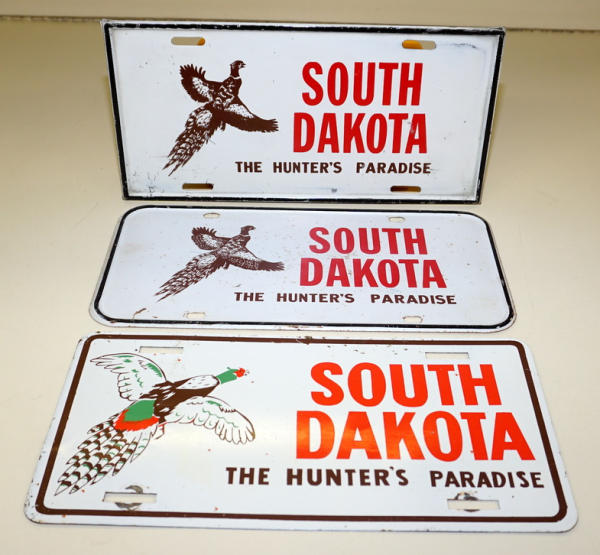 SOUTH
DAKOTA
THE HUNTER'S PARADISE
SOUTH
DAKOTA
THE HUNTER'S PARADISE
SOUTH
DAKOTA
THE HUNTER'S PARADISE